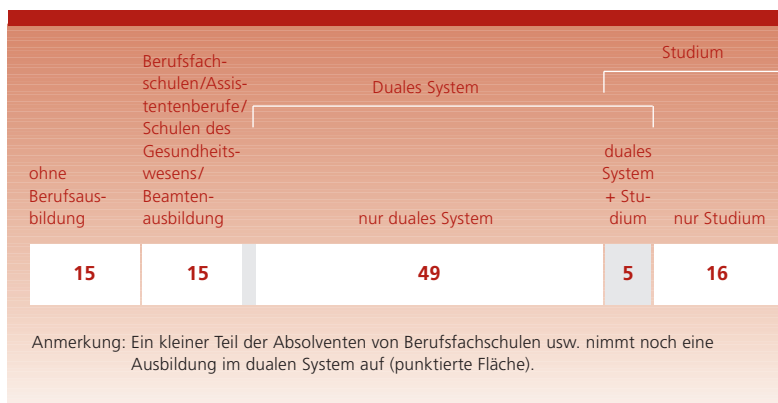 ohne
Berufsaus-
bildung
Berufsfach-
schulen/Assis-
tentenberufe/
Schulen des
Gesundheits-
wesens/
Beamten-
ausbildung
Duales System
nur duales System
Studium
duales
System
+ Stu-
dium
nur Studium
15
15
49
5
16
Anmerkung: Ein kleiner Teil der Absolventen von Berufsfachschulen usw. nimmt noch eine
Ausbildung im dualen System auf (punktierte Fläche).